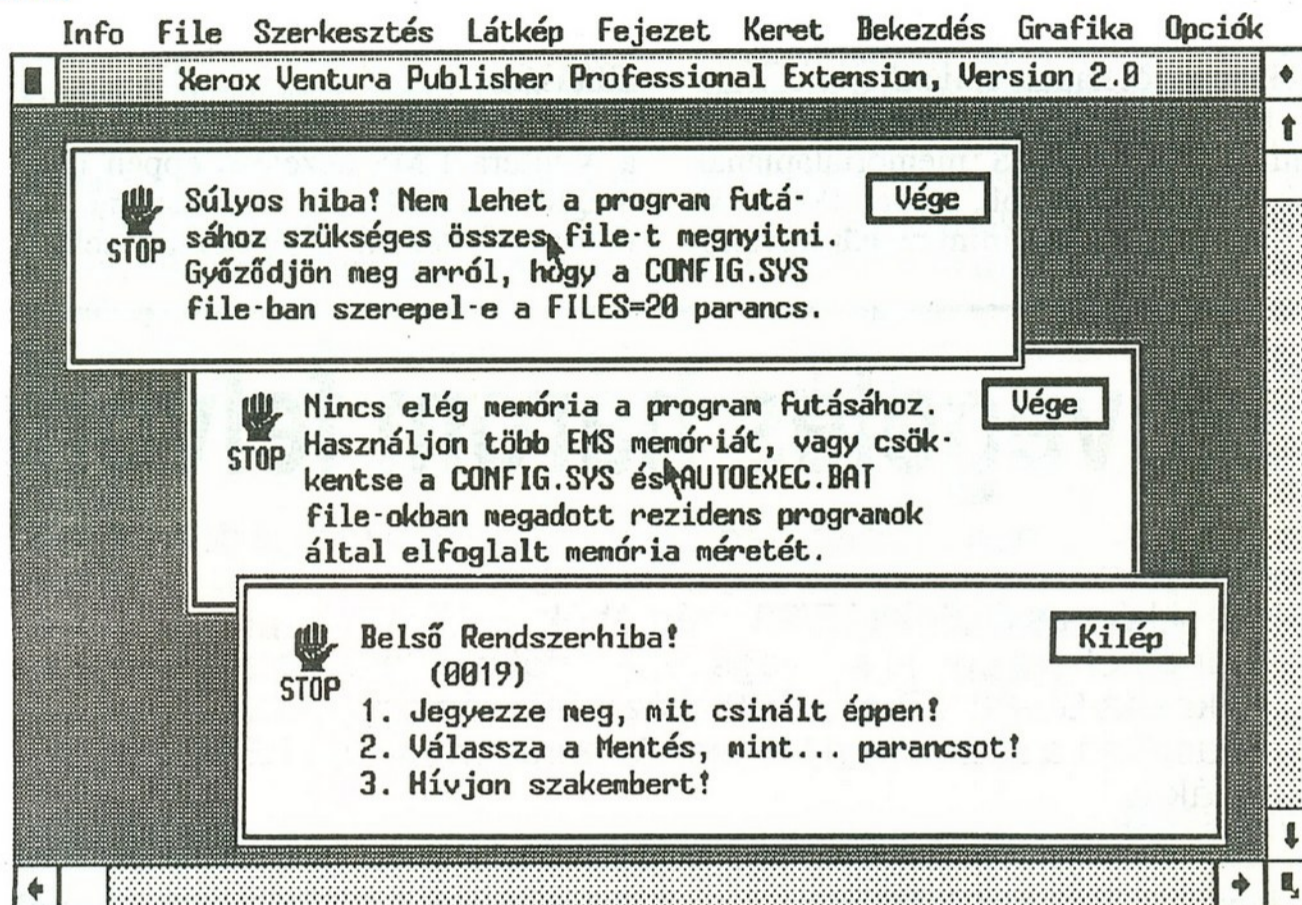 Info File Szerkesztés Látkép Fejezet Keret Bekezdés Grafika Opciók
Xerox Ventura Publisher Professional Extension, Version 2.0
Súlyos hiba! Nem lehet a program futá-
sához szükséges összes file-t megnyitni.
Győződjön meg arról, hogy a CONFIG.SYS
file-ban szerepel-e a FILES=20 parancs.
Vége
STOP
Nincs elég memória a program futásához.
Használjon több EMS memóriát, vagy csök-
kentse a CONFIG.SYS és AUTOEXEC.BAT
file-okban megadott rezidens programok
által elfoglalt memória méretét.
Vége
STOP
Belső Rendszerhiba!
(0019)
1. Jegyezze meg, mit csinált éppen!
2. Válassza a Mentés, mint... parancsot!
3. Hívjon szakembert!
Kilép
STOP